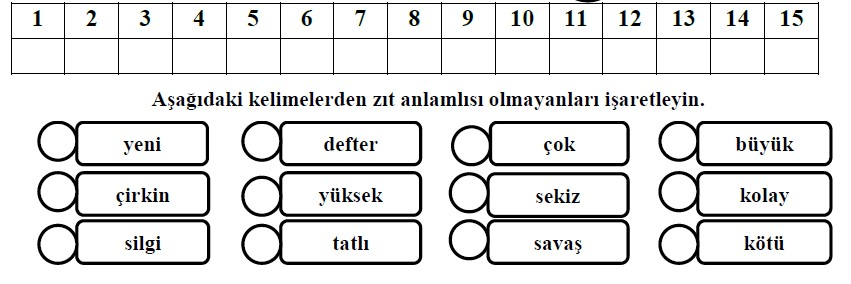 1 2 3 4 5 6 7 8 9 10 11 12 13 14 15
Aşağıdaki kelimelerden zıt anlamlısı olmayanları işaretleyin.
yeni defter çok büyük
çirkin yüksek sekiz kolay
silgi tatlı savaş kötü